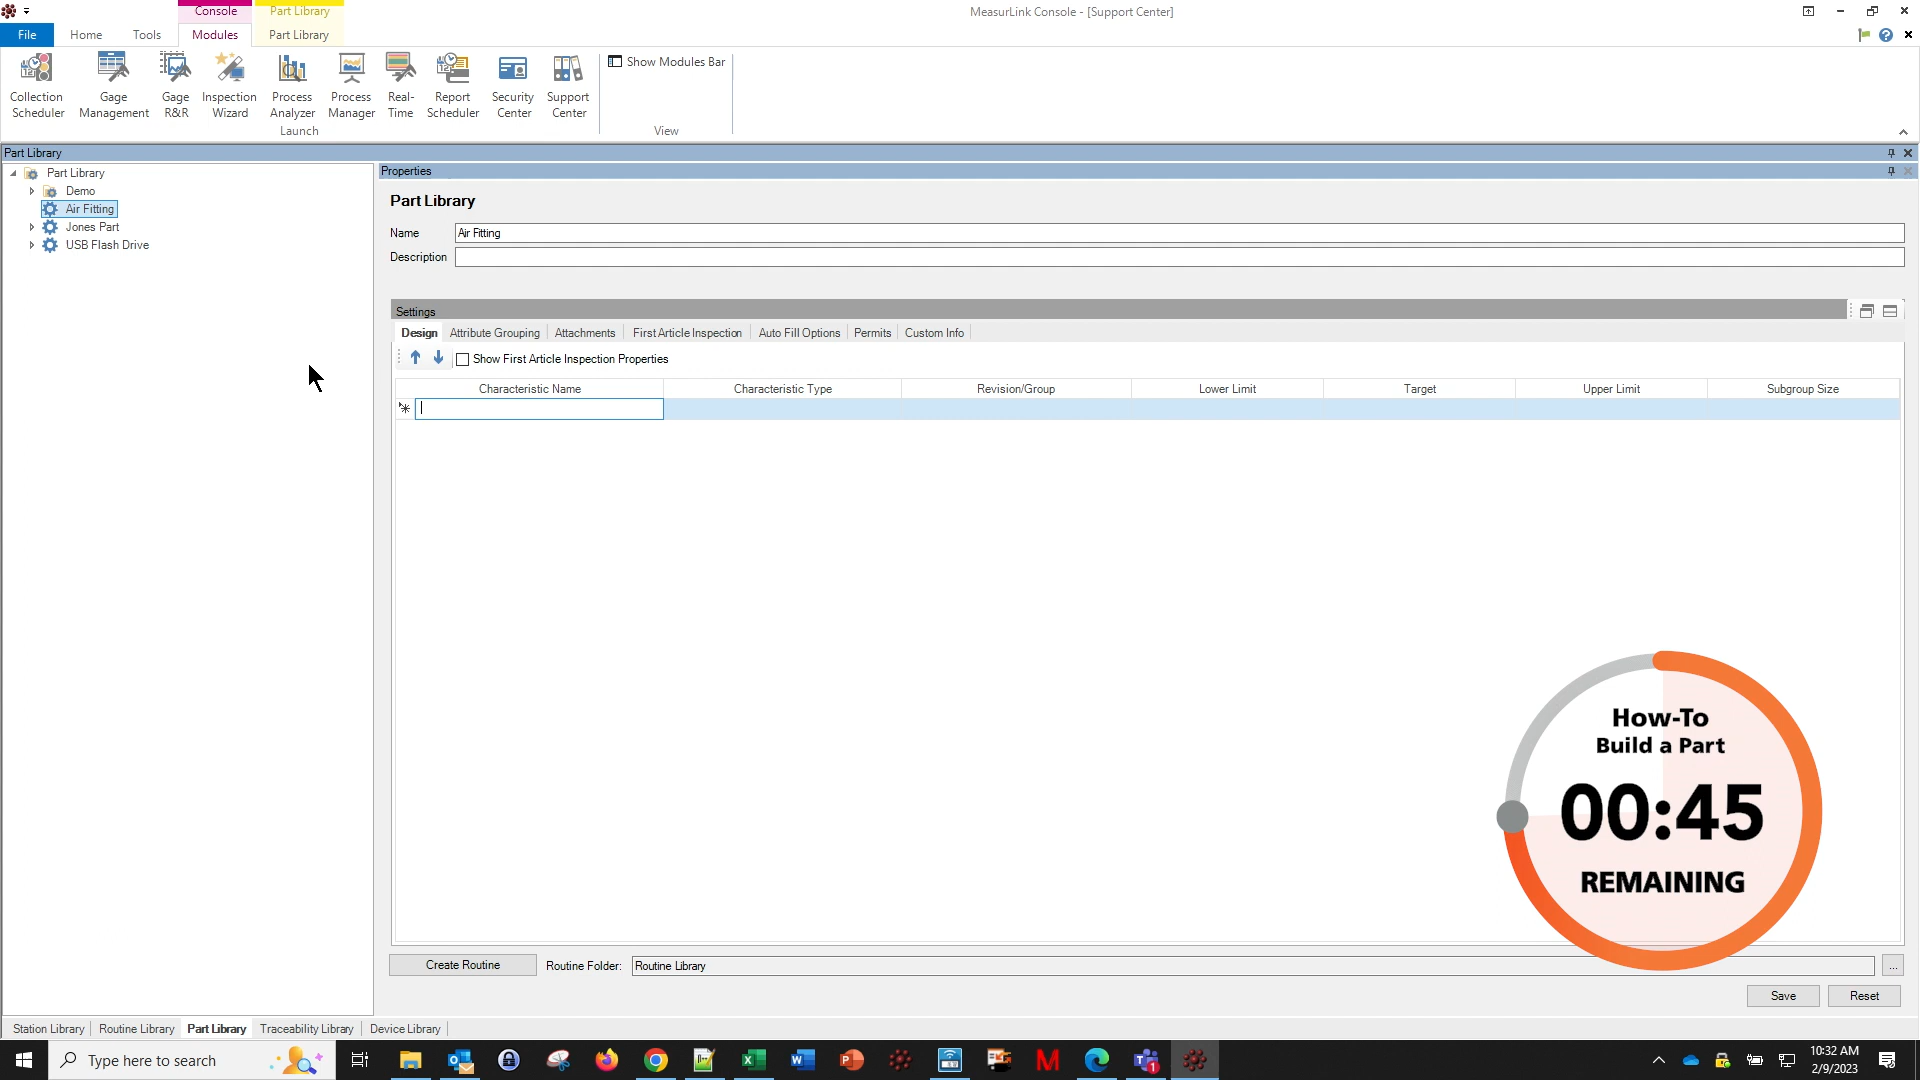 Console
Part Library
MeasurLink Console - [Support Center]
File
Home
Tools
Modules
Part Library
Collection
Scheduler
Gage
Management
Gage
R&R
Inspection
Wizard
Process
Analyzer
Process
Manager
Real-
Time
Report
Scheduler
Security
Center
Support
Center
Show Modules Bar
Launch
View
Part Library
Part Library
Demo
Air Fitting
Jones Part
USB Flash Drive
Properties
Part Library
Name
Air Fitting
Description
Settings
Design
Attribute Grouping
Attachments
First Article Inspection
Auto Fill Options
Permits
Custom Info
Show First Article Inspection Properties
Characteristic Name
Characteristic Type
Revision/Group
Lower Limit
Target
Upper Limit
Subgroup Size
How-To
Build a Part
00:45
REMAINING
Create Routine
Routine Folder:
Routine Library
...
Save
Reset
Station Library
Routine Library
Part Library
Traceability Library
Device Library
Type here to search
10:32 AM
2/9/2023